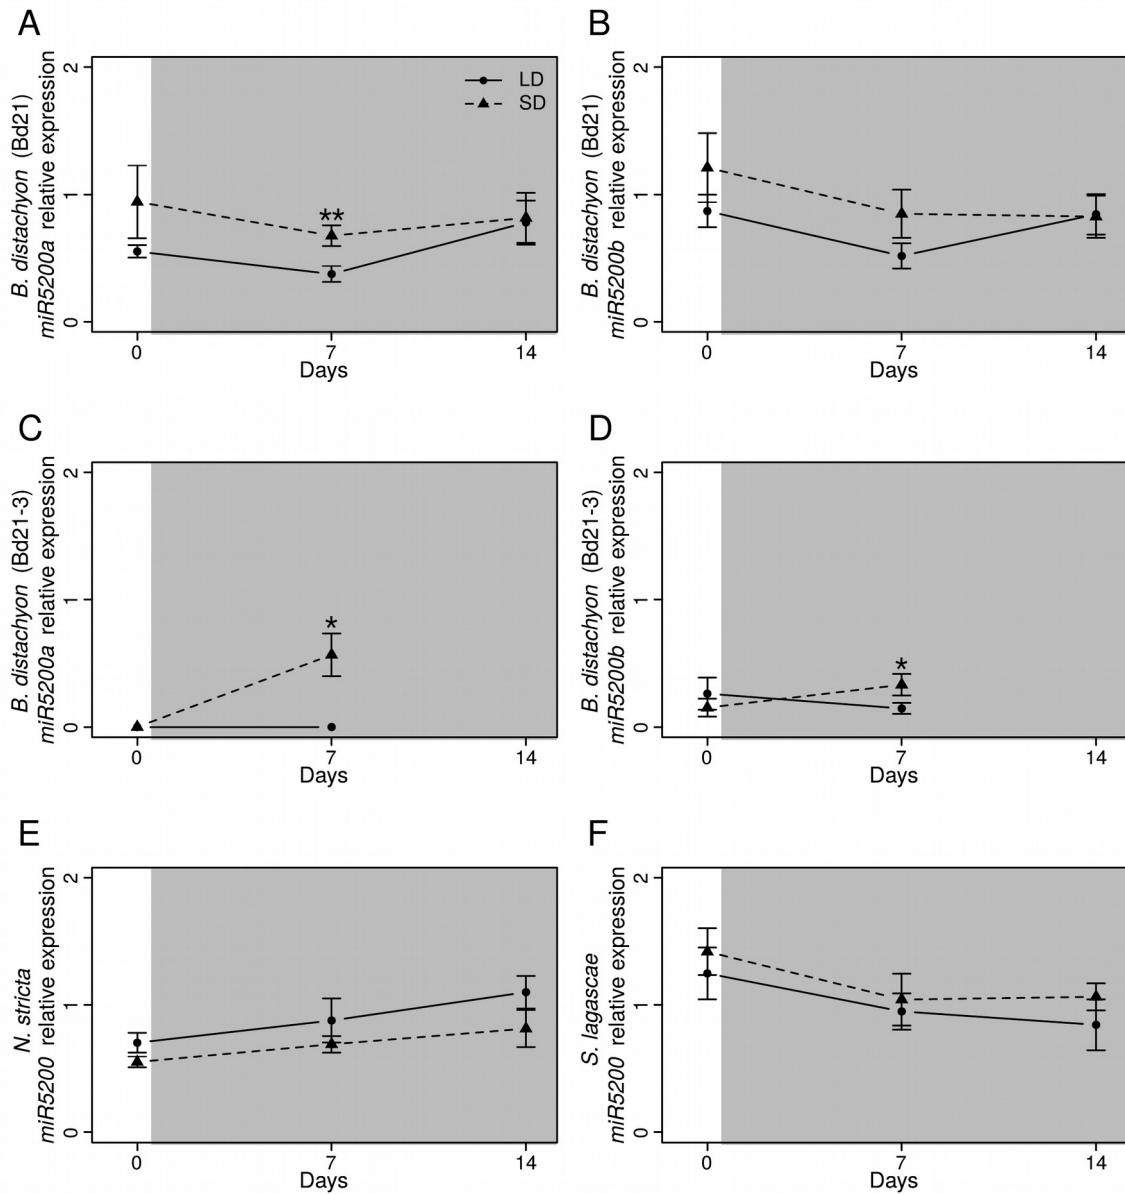 A
B. distachyon (Bd21)
miR5200a relative expression
2
1
0
LD
SD
**
0 7 14
Days
B
B. distachyon (Bd21)
miR5200b relative expression
2
1
0
0 7 14
Days
C
B. distachyon (Bd21-3)
miR5200a relative expression
2
1
0
*
0 7 14
Days
D
B. distachyon (Bd21-3)
miR5200b relative expression
2
1
0
*
0 7 14
Days
E
N. stricta
miR5200 relative expression
2
1
0
0 7 14
Days
F
S. lagascae
miR5200 relative expression
2
1
0
0 7 14
Days